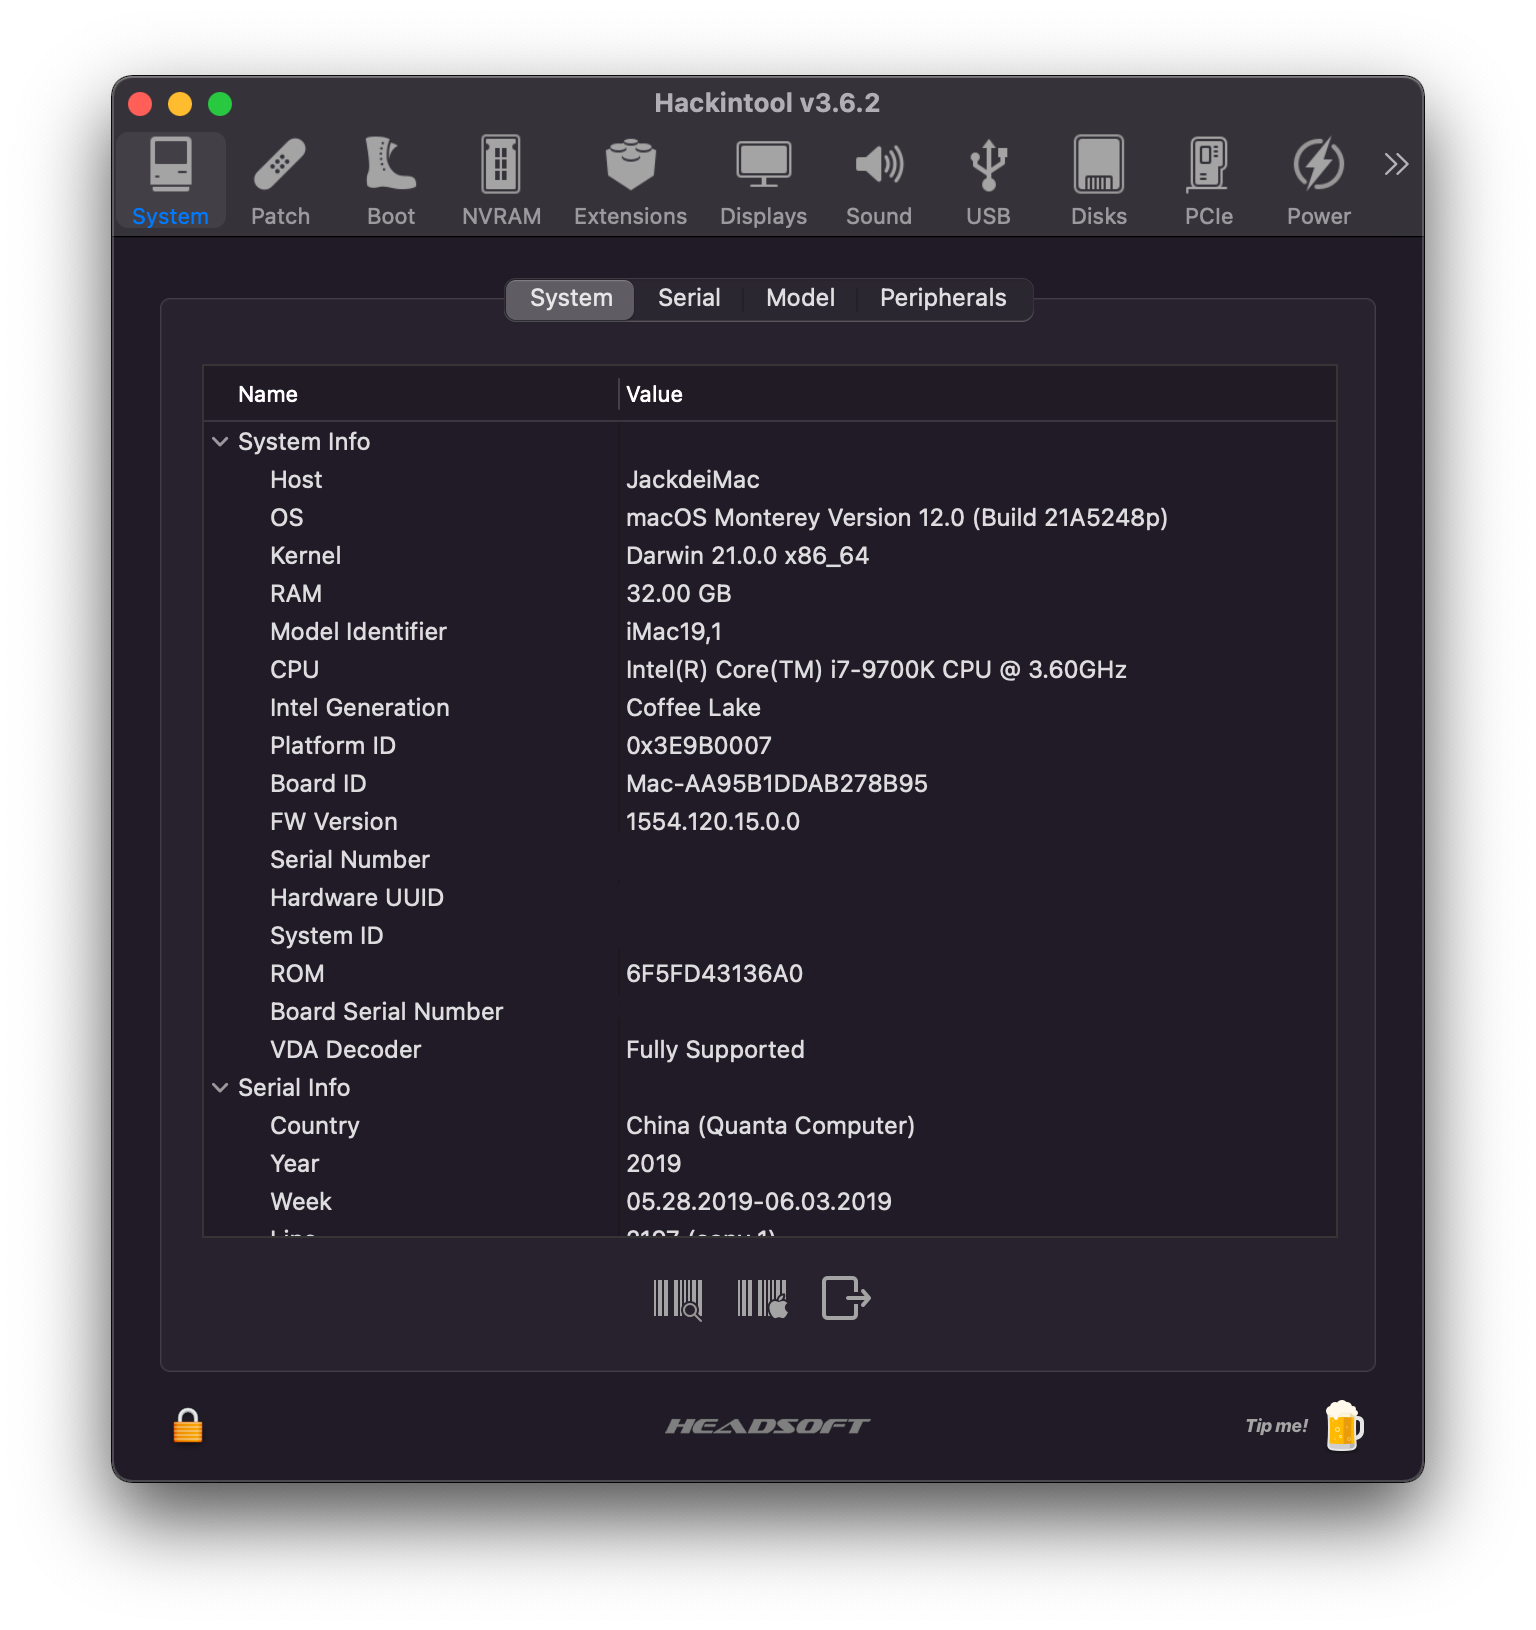 Hackintool v3.6.2
System Patch Boot NVRAM Extensions Displays Sound USB Disks PCIe Power
System Serial Model Peripherals
Name Value
System Info
Host JackdeiMac
OS macOS Monterey Version 12.0 (Build 21A5248p)
Kernel Darwin 21.0.0 x86_64
RAM 32.00 GB
Model Identifier iMac19,1
CPU Intel(R) Core(TM) i7-9700K CPU @ 3.60GHz
Intel Generation Coffee Lake
Platform ID 0x3E9B0007
Board ID Mac-AA95B1DDAB278B95
FW Version 1554.120.15.0.0
Serial Number
Hardware UUID
System ID
ROM 6F5FD43136A0
Board Serial Number
VDA Decoder Fully Supported
Serial Info
Country China (Quanta Computer)
Year 2019
Week 05.28.2019-06.03.2019
HEADSOFT
Tip me!